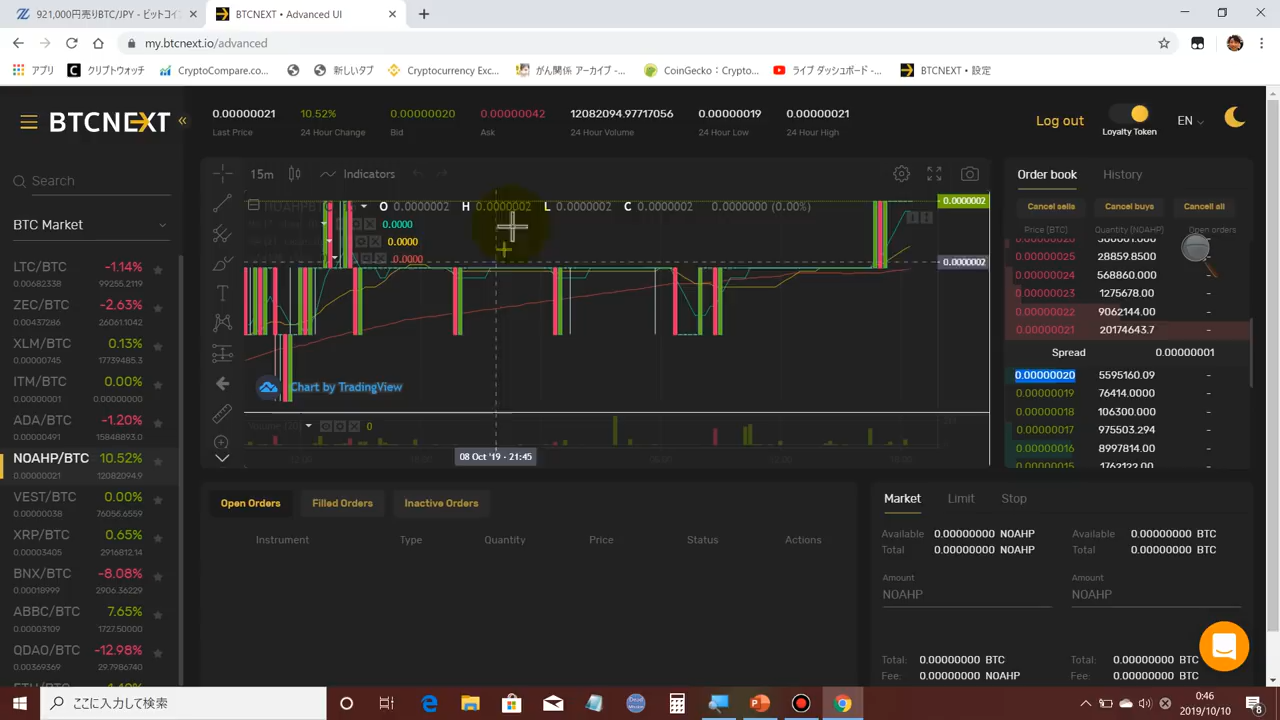 921,000円売りBTC/JPY - ビットコイ
BTCNEXT • Advanced UI
my.btcnext.io/advanced
アプリ
クリプトウォッチ
CryptoCompare.co...
新しいタブ
Cryptocurrency Exc...
がん関係 アーカイブ - ...
CoinGecko：Crypto...
ライブ ダッシュボード - ...
BTCNEXT • 設定
BTCNEXT
0.00000021 10.52% 0.00000020 0.00000042 12082094.97717056 0.00000019 0.00000021
Last Price 24 Hour Change Bid Ask 24 Hour Volume 24 Hour Low 24 Hour High
Log out
Loyalty Token
EN
Search
BTC Market
LTC/BTC -1.14%
0.00682338 99255.2119
ZEC/BTC -2.63%
0.00437286 26061.1042
XLM/BTC 0.13%
0.00000745 17739485.3
ITM/BTC 0.00%
0.00000001 0.00000000
ADA/BTC -1.20%
0.00000491 15848893.0
NOAHP/BTC 10.52%
0.00000021 12082094.9
VEST/BTC 0.00%
0.00000038 76056.6559
XRP/BTC 0.65%
0.00003405 2916812.14
BNX/BTC -8.08%
0.00018999 2906.36229
ABBC/BTC 7.65%
0.00003109 1727.50000
QDAO/BTC -12.98%
0.00369369 29.7986740
15m
Indicators
O 0.0000002 H 0.0000002 L 0.0000002 C 0.0000002 0.0000000 (0.00%)
0.0000
0.0000
0.0000
0.0000002
0.0000002
Chart by TradingView
0
08 Oct '19 - 21:45
Order book
History
Cancel sells
Cancel buys
Cancel all
Price (BTC) Quantity (NOAHP) Open orders
0.00000025 28859.8500 -
0.00000024 568860.000 -
0.00000023 1275678.00 -
0.00000022 9062144.00 -
0.00000021 20174643.7 -
Spread 0.00000001
0.00000020 5595160.09 -
0.00000019 76414.0000 -
0.00000018 106300.000 -
0.00000017 975503.294 -
0.00000016 8997814.00 -
0.00000015 1762122.00 -
Open Orders
Filled Orders
Inactive Orders
Instrument Type Quantity Price Status Actions
Market
Limit
Stop
Available 0.00000000 NOAHP Available 0.00000000 BTC
Total 0.00000000 NOAHP Total 0.00000000 BTC
Amount Amount
NOAHP NOAHP
Total: 0.00000000 BTC Total: 0.00000000 BTC
Fee: 0.00000000 NOAHP Fee: 0.00000000 BTC
ここに入力して検索
0:46
2019/10/10
8